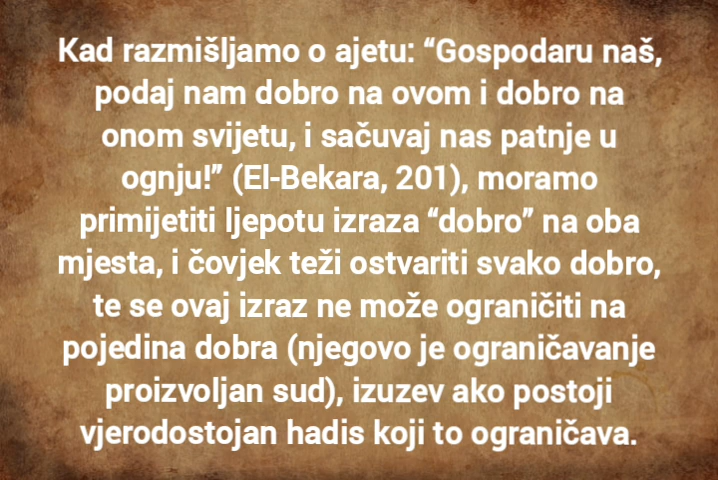 Kad razmišljamo o ajetu: “Gospodaru naš,
podaj nam dobro na ovom i dobro na
onom svijetu, i sačuvaj nas patnje u
ognju!” (El-Bekara, 201), moramo
primijetiti ljepotu izraza “dobro” na oba
mjesta, i čovjek teži ostvariti svako dobro,
te se ovaj izraz ne može ograničiti na
pojedina dobra (njegovo je ograničavanje
proizvoljan sud), izuzev ako postoji
vjerodostojan hadis koji to ograničava.